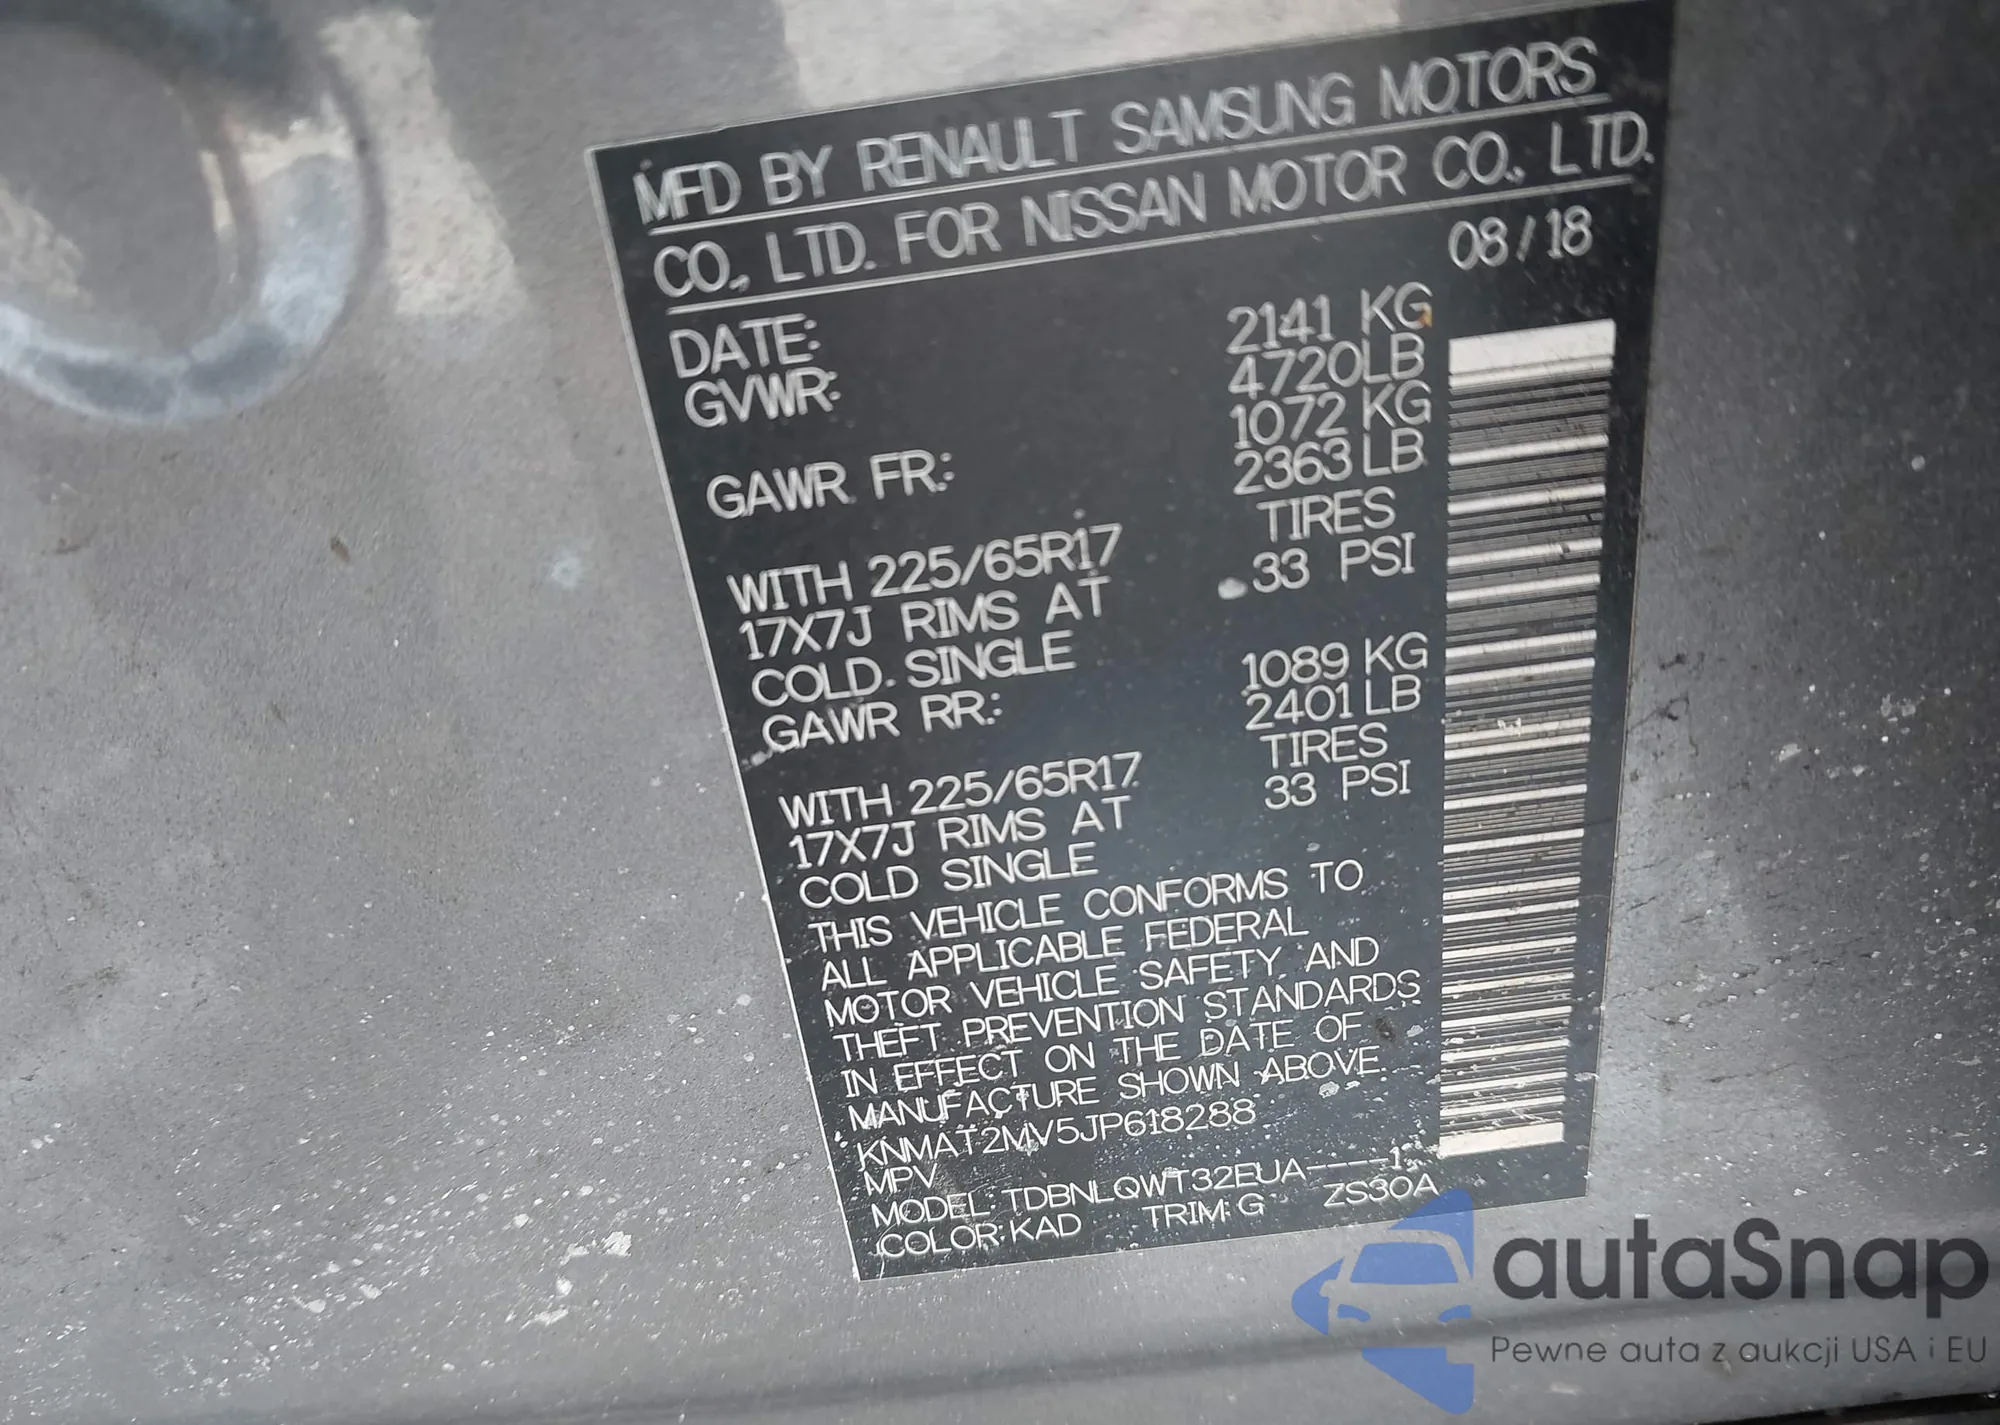 MFD BY RENAULT SAMSUNG MOTORS
CO., LTD. FOR NISSAN MOTOR CO., LTD.
DATE: 08/18
GVWR: 2141 KG
4720LB
GAWR FR.: 1072 KG
2363LB
WITH 225/65R17 TIRES
17X7J RIMS AT 33 PSI
COLD SINGLE
GAWR RR.: 1089 KG
2401LB
WITH 225/65R17 TIRES
17X7J RIMS AT 33 PSI
COLD SINGLE
THIS VEHICLE CONFORMS TO
ALL APPLICABLE FEDERAL
MOTOR VEHICLE SAFETY AND
THEFT PREVENTION STANDARDS
IN EFFECT ON THE DATE OF
MANUFACTURE SHOWN ABOVE.
KNMAT2MV5JP618288
MPV
MODEL: TDBNLQWT32EUA----1
COLOR: KAD TRIM: G ZS30A
autaSnap
Pewne auta z aukcji USA i EU